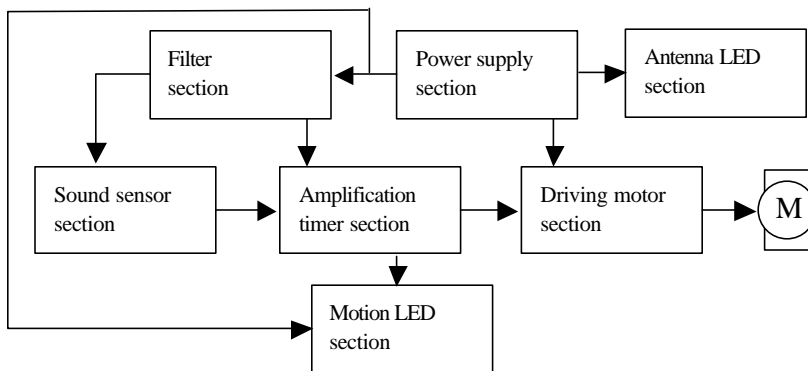 Filter
section
Power supply
section
Antenna LED
section
Sound sensor
section
Amplification
timer section
Driving motor
section
M
Motion LED
section